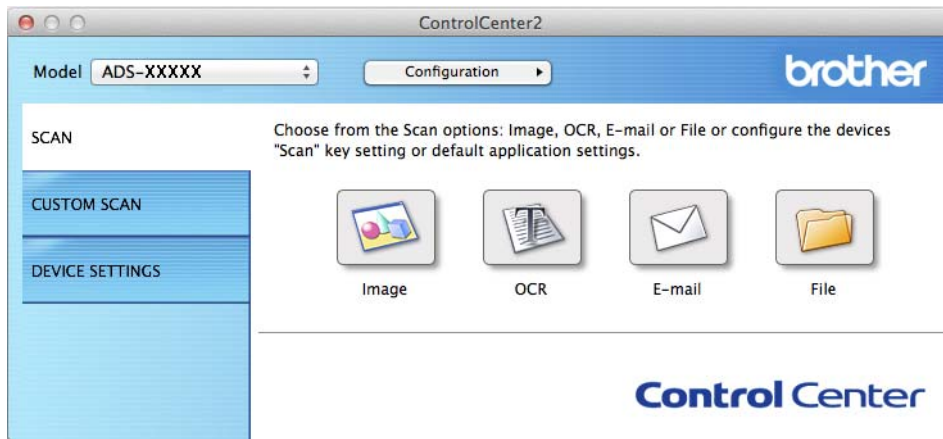 ControlCenter2
Model ADS-XXXXX Configuration brother
SCAN
Choose from the Scan options: Image, OCR, E-mail or File or configure the devices
"Scan" key setting or default application settings.
CUSTOM SCAN
DEVICE SETTINGS
Image OCR E-mail File
Control Center